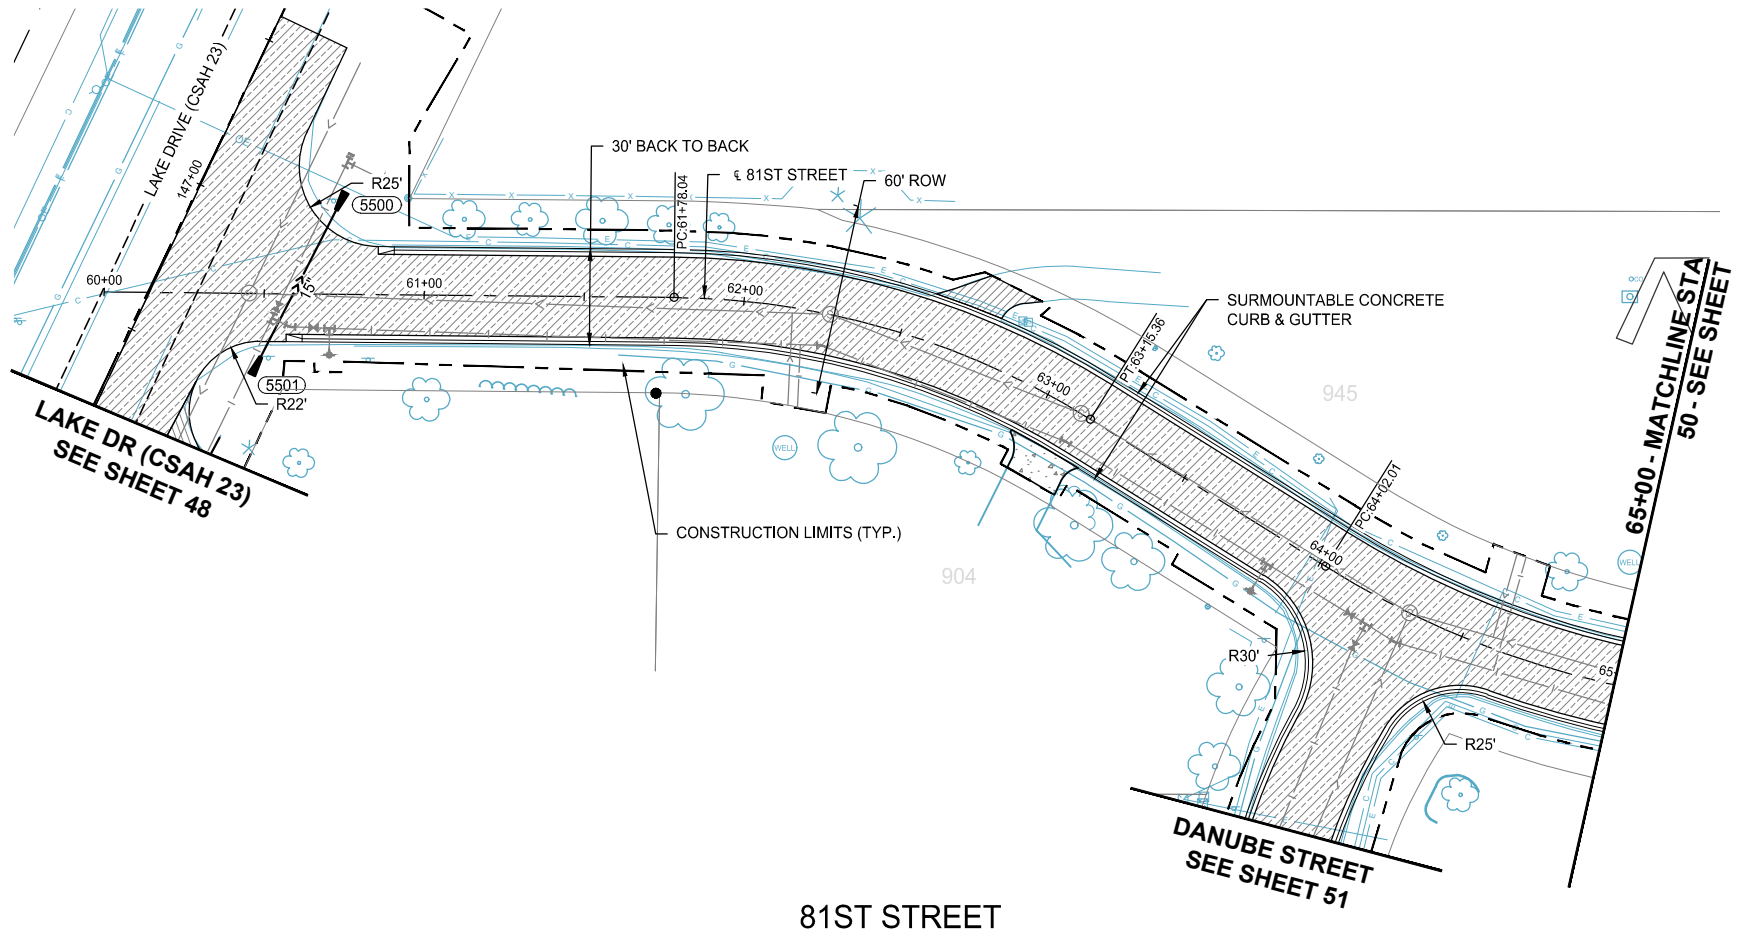 LAKE DRIVE (CSAH 23)
147+00
30' BACK TO BACK
℄ 81ST STREET
60' ROW
R25'
5500
PC:61+78.04
60+00
15"
61+00
62+00
SURMOUNTABLE CONCRETE
CURB & GUTTER
PT:63+15.36
63+00
945
65+00 - MATCHLINE STA
50 - SEE SHEET
5501
R22'
LAKE DR (CSAH 23)
SEE SHEET 48
WELL
CONSTRUCTION LIMITS (TYP.)
904
PC:64+02.01
64+00
WELL
R30'
65
R25'
DANUBE STREET
SEE SHEET 51
81ST STREET